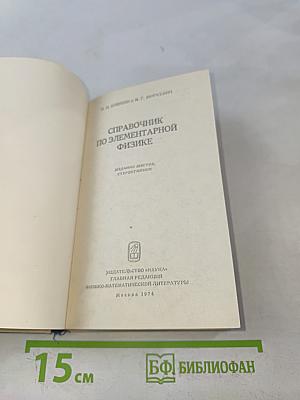 Н. И. КОШКИН и М. Г. ШИРКЕВИЧ
СПРАВОЧНИК
ПО ЭЛЕМЕНТАРНОЙ
ФИЗИКЕ
ИЗДАНИЕ ШЕСТОЕ,
СТЕРЕОТИПНОЕ
ИЗДАТЕЛЬСТВО «НАУКА»
ГЛАВНАЯ РЕДАКЦИЯ
ФИЗИКО-МАТЕМАТИЧЕСКОЙ ЛИТЕРАТУРЫ
Москва 1974
15 см
БФ БИБЛИОФАН